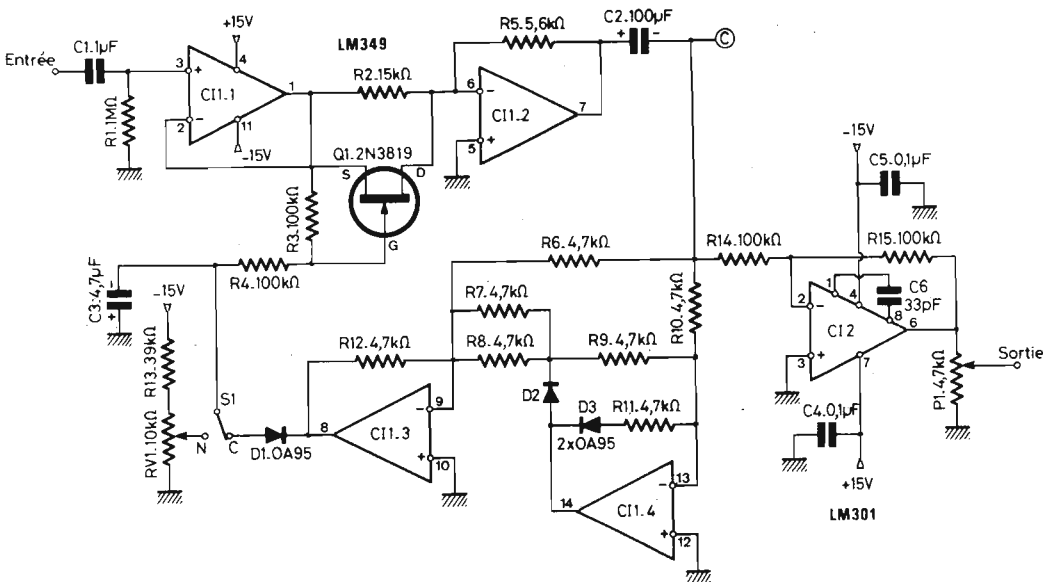 +15V
LM349
R5.5,6kΩ
C2.100µF
+ -
C
C1.1µF
Entrée
3 + 4
CI1.1
1
R2.15kΩ
6 -
CI1.2
7
5 +
2 - 11
-15V
R1.1MΩ
Q1.2N3819
S D
G
R3.100kΩ
R4.100kΩ
C3.4,7µF
-
+
-15V
R13.39kΩ
RV1.10kΩ
N
S1
C
D1.OA95
8
CI1.3
9 -
10 +
R12.4,7kΩ
R6.4,7kΩ
R7.4,7kΩ
R8.4,7kΩ
R9.4,7kΩ
R10.4,7kΩ
D2
D3
R11.4,7kΩ
2xOA95
14
CI1.4
13 -
12 +
-15V
C5.0,1µF
R14.100kΩ
R15.100kΩ
1
4
C6
33pF
8
2 -
CI2
6
3 +
7
P1.4,7kΩ
Sortie
C4.0,1µF
+15V
LM301